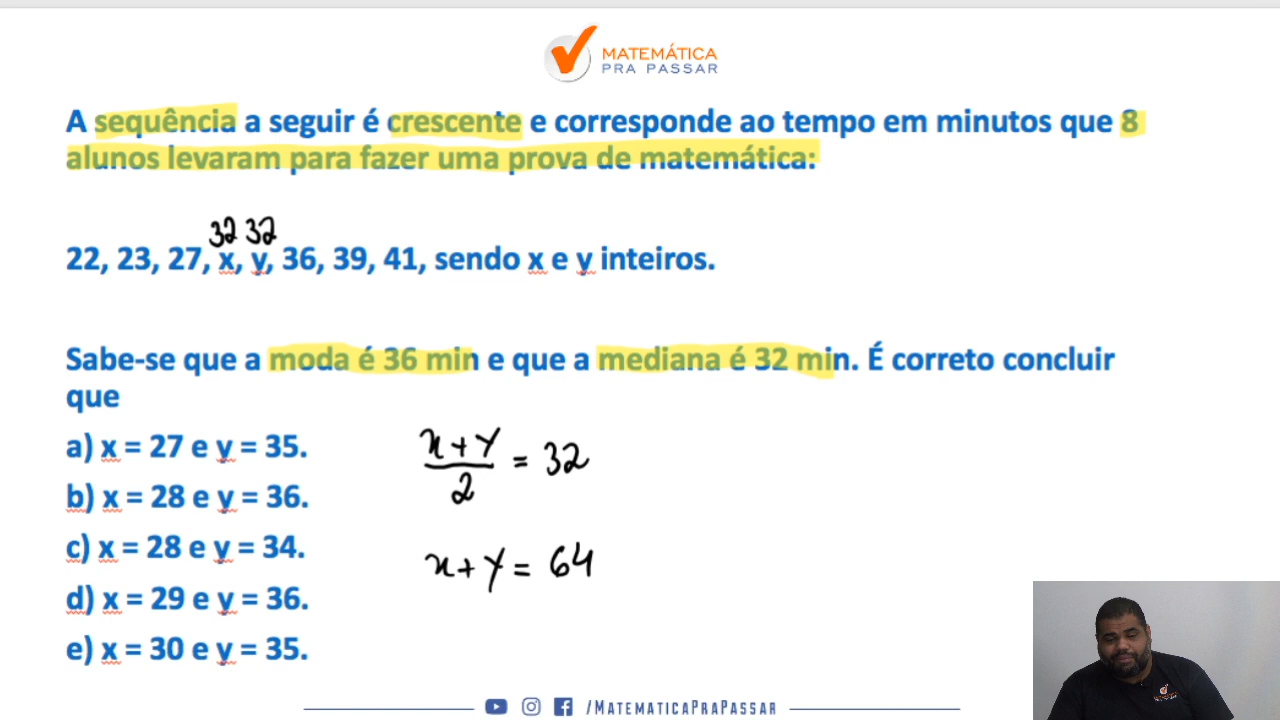 MATEMÁTICA
PRA PASSAR
A sequência a seguir é crescente e corresponde ao tempo em minutos que 8
alunos levaram para fazer uma prova de matemática:
32 32
22, 23, 27, x, y, 36, 39, 41, sendo x e y inteiros.
Sabe-se que a moda é 36 min e que a mediana é 32 min. É correto concluir
que
a) x = 27 e y = 35.
b) x = 28 e y = 36.
c) x = 28 e y = 34.
d) x = 29 e y = 36.
e) x = 30 e y = 35.
x + y
2
= 32
x + y = 64
/MATEMATICAPRAPASSAR